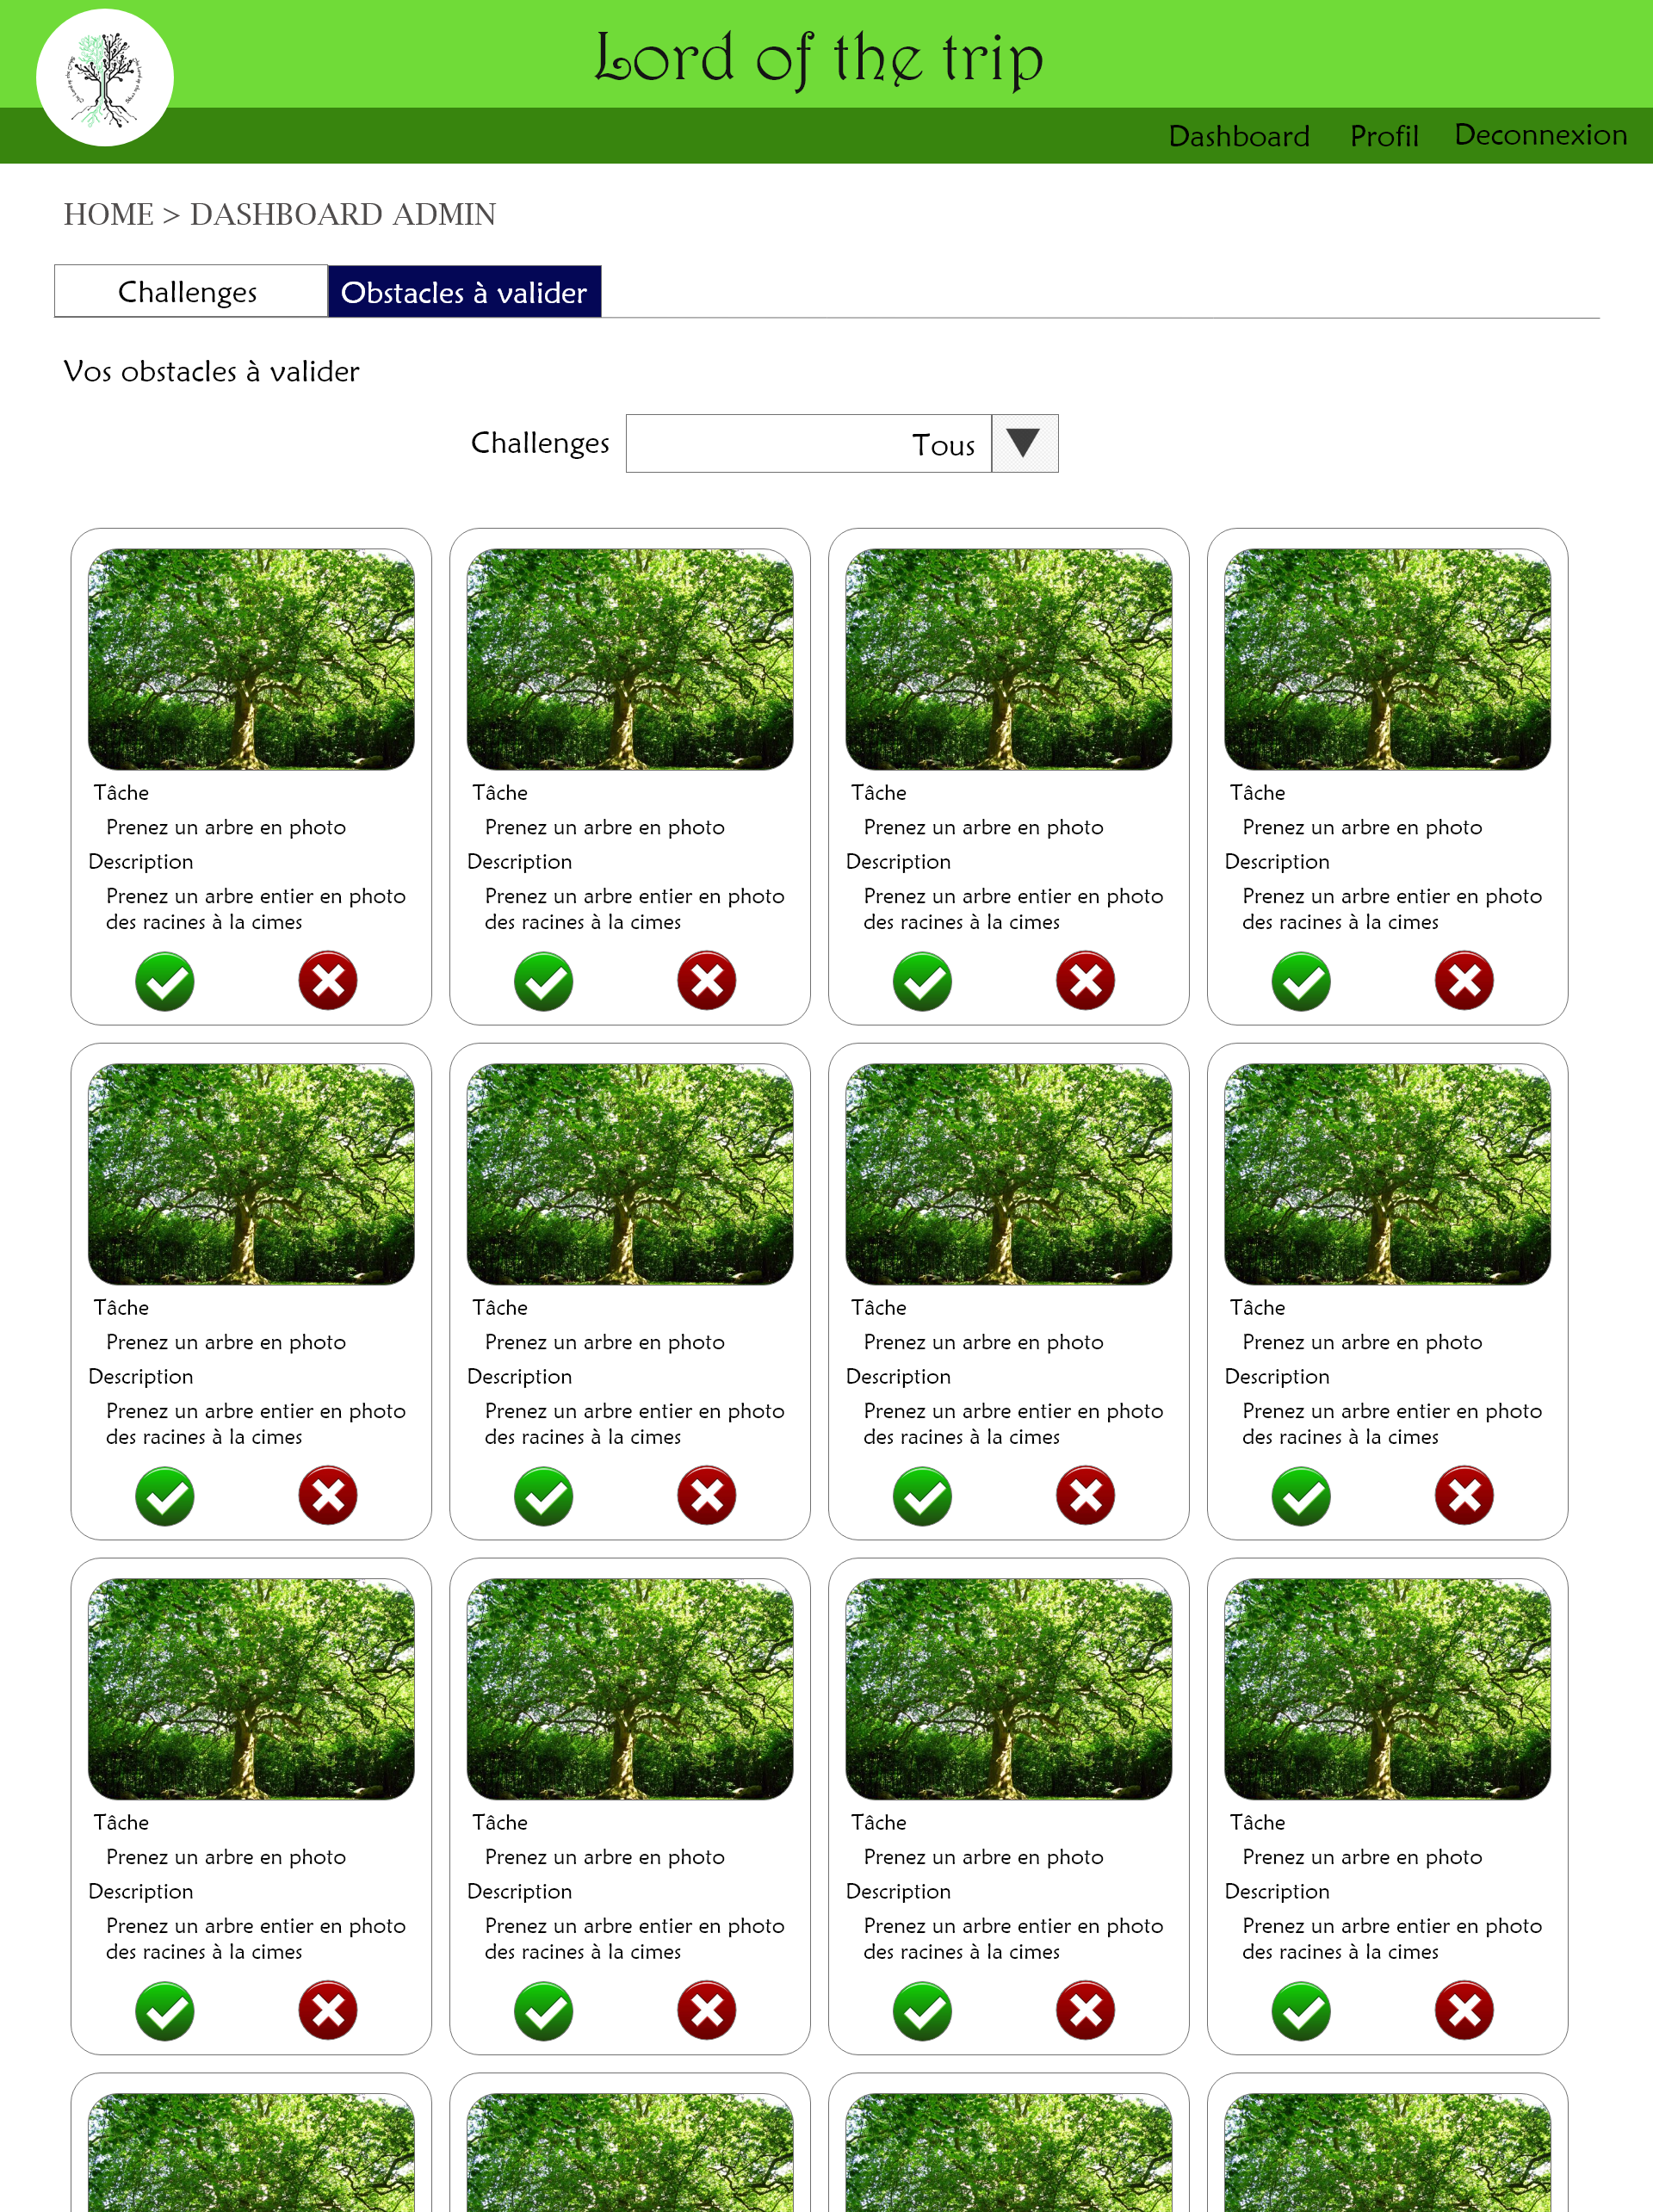 Lord of the trip
Dashboard Profil Deconnexion
HOME > DASHBOARD ADMIN
Challenges Obstacles à valider
Vos obstacles à valider
Challenges Tous
Tâche Tâche Tâche Tâche
Prenez un arbre en photo Prenez un arbre en photo Prenez un arbre en photo Prenez un arbre en photo
Description Description Description Description
Prenez un arbre entier en photo Prenez un arbre entier en photo Prenez un arbre entier en photo Prenez un arbre entier en photo
des racines à la cimes des racines à la cimes des racines à la cimes des racines à la cimes
Tâche Tâche Tâche Tâche
Prenez un arbre en photo Prenez un arbre en photo Prenez un arbre en photo Prenez un arbre en photo
Description Description Description Description
Prenez un arbre entier en photo Prenez un arbre entier en photo Prenez un arbre entier en photo Prenez un arbre entier en photo
des racines à la cimes des racines à la cimes des racines à la cimes des racines à la cimes
Tâche Tâche Tâche Tâche
Prenez un arbre en photo Prenez un arbre en photo Prenez un arbre en photo Prenez un arbre en photo
Description Description Description Description
Prenez un arbre entier en photo Prenez un arbre entier en photo Prenez un arbre entier en photo Prenez un arbre entier en photo
des racines à la cimes des racines à la cimes des racines à la cimes des racines à la cimes